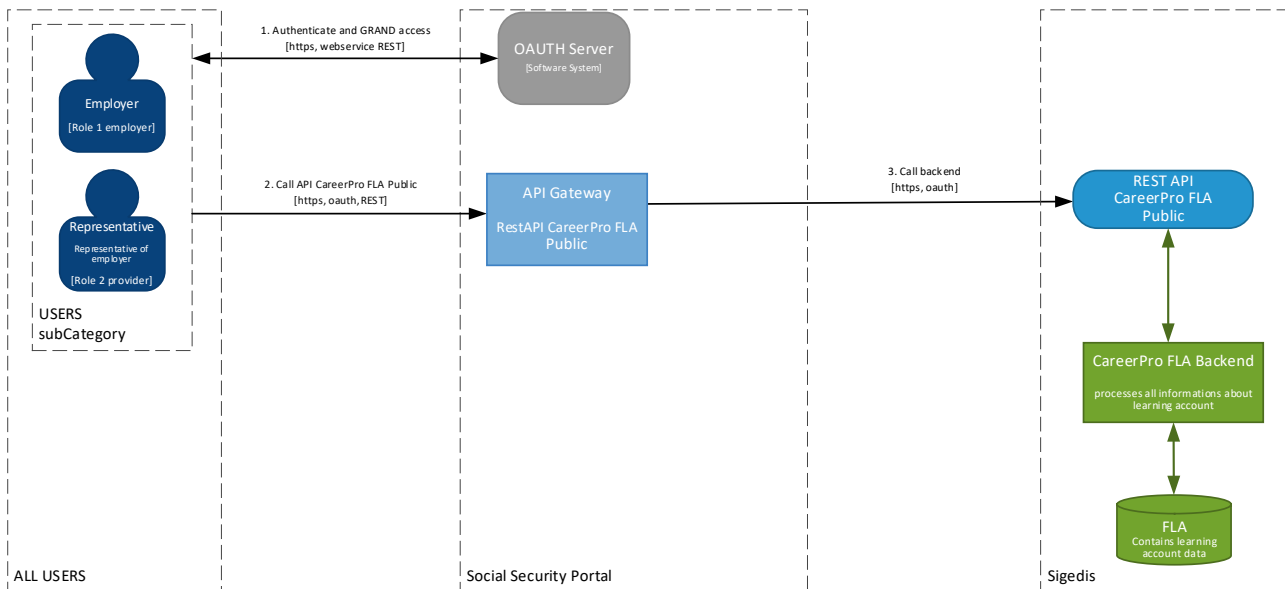 1. Authenticate and GRAND access
[https, webservice REST]
OAUTH Server
[Software System]
Employer
[Role 1 employer]
2. Call API CareerPro FLA Public
[https, oauth, REST]
API Gateway
RestAPI CareerPro FLA
Public
3. Call backend
[https, oauth]
REST API
CareerPro FLA
Public
Representative
Representative of
employer
[Role 2 provider]
USERS
subCategory
CareerPro FLA Backend
processes all informations about
learning account
FLA
Contains learning
account data
ALL USERS
Social Security Portal
Sigedis